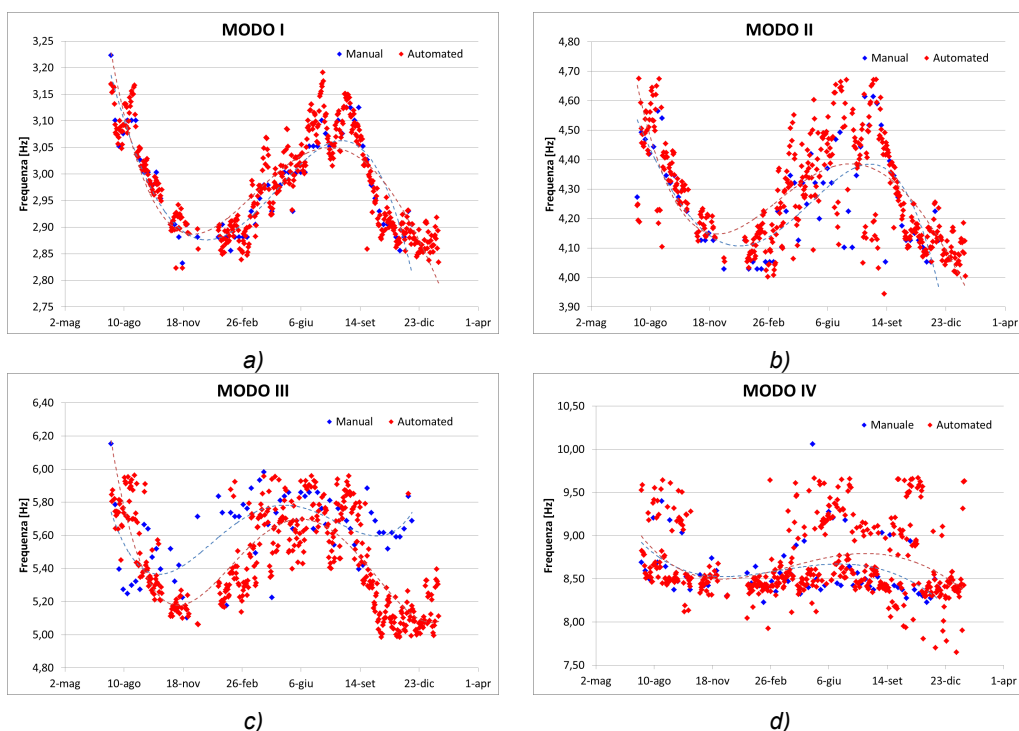 MODO I
Manual Automated
Frequenza [Hz]
3,25
3,20
3,15
3,10
3,05
3,00
2,95
2,90
2,85
2,80
2,75
2-mag 10-ago 18-nov 26-feb 6-giu 14-set 23-dic 1-apr
a)
MODO II
Manual Automated
Frequenza [Hz]
4,80
4,70
4,60
4,50
4,40
4,30
4,20
4,10
4,00
3,90
2-mag 10-ago 18-nov 26-feb 6-giu 14-set 23-dic 1-apr
b)
MODO III
Manual Automated
Frequenza [Hz]
6,40
6,20
6,00
5,80
5,60
5,40
5,20
5,00
4,80
2-mag 10-ago 18-nov 26-feb 6-giu 14-set 23-dic 1-apr
c)
MODO IV
Manuale Automated
Frequenza [Hz]
10,50
10,00
9,50
9,00
8,50
8,00
7,50
2-mag 10-ago 18-nov 26-feb 6-giu 14-set 23-dic 1-apr
d)